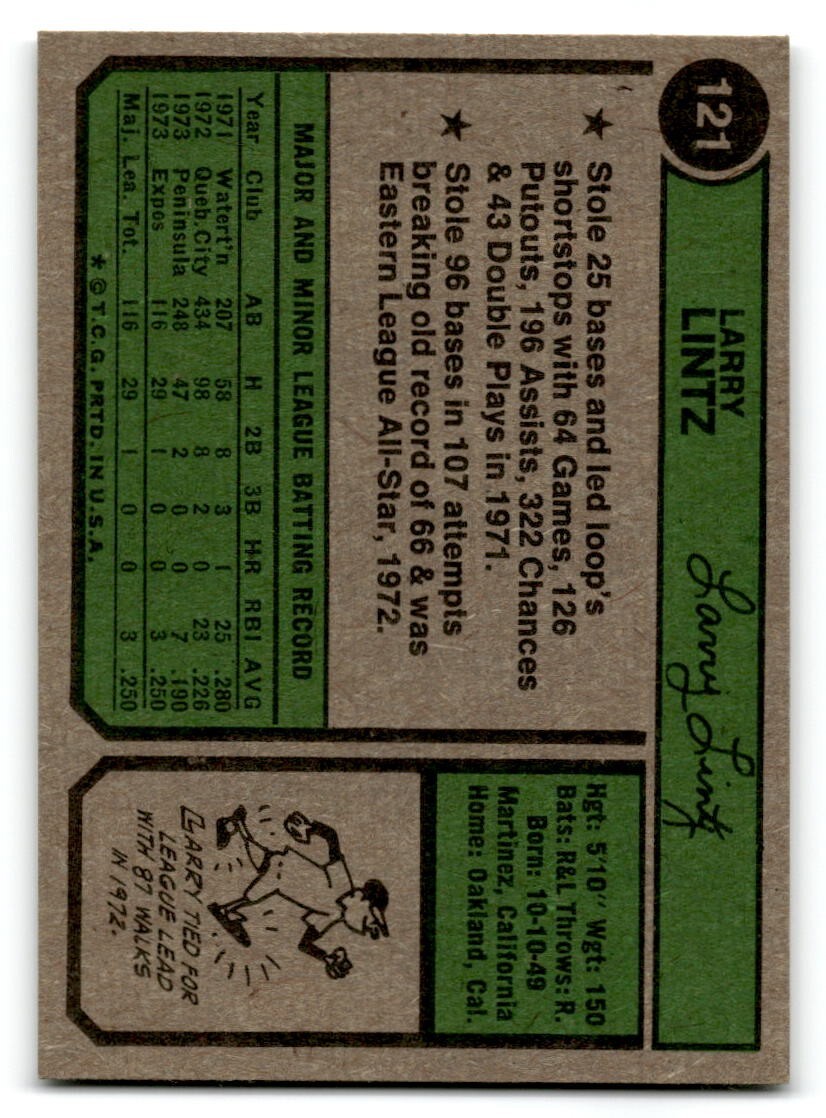 121
LARRY
LINTZ
Larry Lintz
★ Stole 25 bases and led loop's
shortstops with 64 Games, 126
Putouts, 196 Assists, 322 Chances
& 43 Double Plays in 1971.
★ Stole 96 bases in 107 attempts
breaking old record of 66 & was
Eastern League All-Star, 1972.
Hgt: 5'10" Wgt: 150
Bats: R&L Throws: R.
Born: 10-10-49
Martinez, California
Home: Oakland, Cal.
MAJOR AND MINOR LEAGUE BATTING RECORD
Year Club AB H 2B 3B HR RBI AVG
1971 Watert'n 207 58 8 3 1 25 .280
1972 Queb.City 434 98 8 2 0 23 .226
1973 Peninsula 248 47 2 0 0 7 .190
1973 Expos 116 29 1 0 0 3 .250
Maj. Lea. Tot. 116 29 1 0 0 3 .250
* © T.C.G. PRTD. IN U.S.A.
LARRY TIED FOR
LEAGUE LEAD
WITH 87 WALKS
IN 1972.